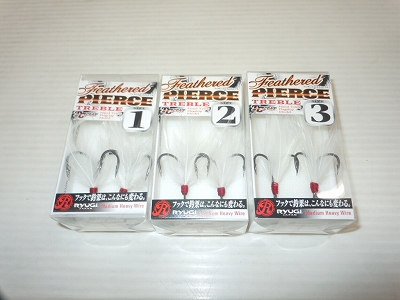 Feathered
PIERCE
TREBLE
1
フックで釣果は、こんなにも変わる。
RYUGI
Medium Heavy Wire
Feathered
PIERCE
TREBLE
2
フックで釣果は、こんなにも変わる。
RYUGI
Medium Heavy Wire
Feathered
PIERCE
TREBLE
3
フックで釣果は、こんなにも変わる。
RYUGI
Medium Heavy Wire